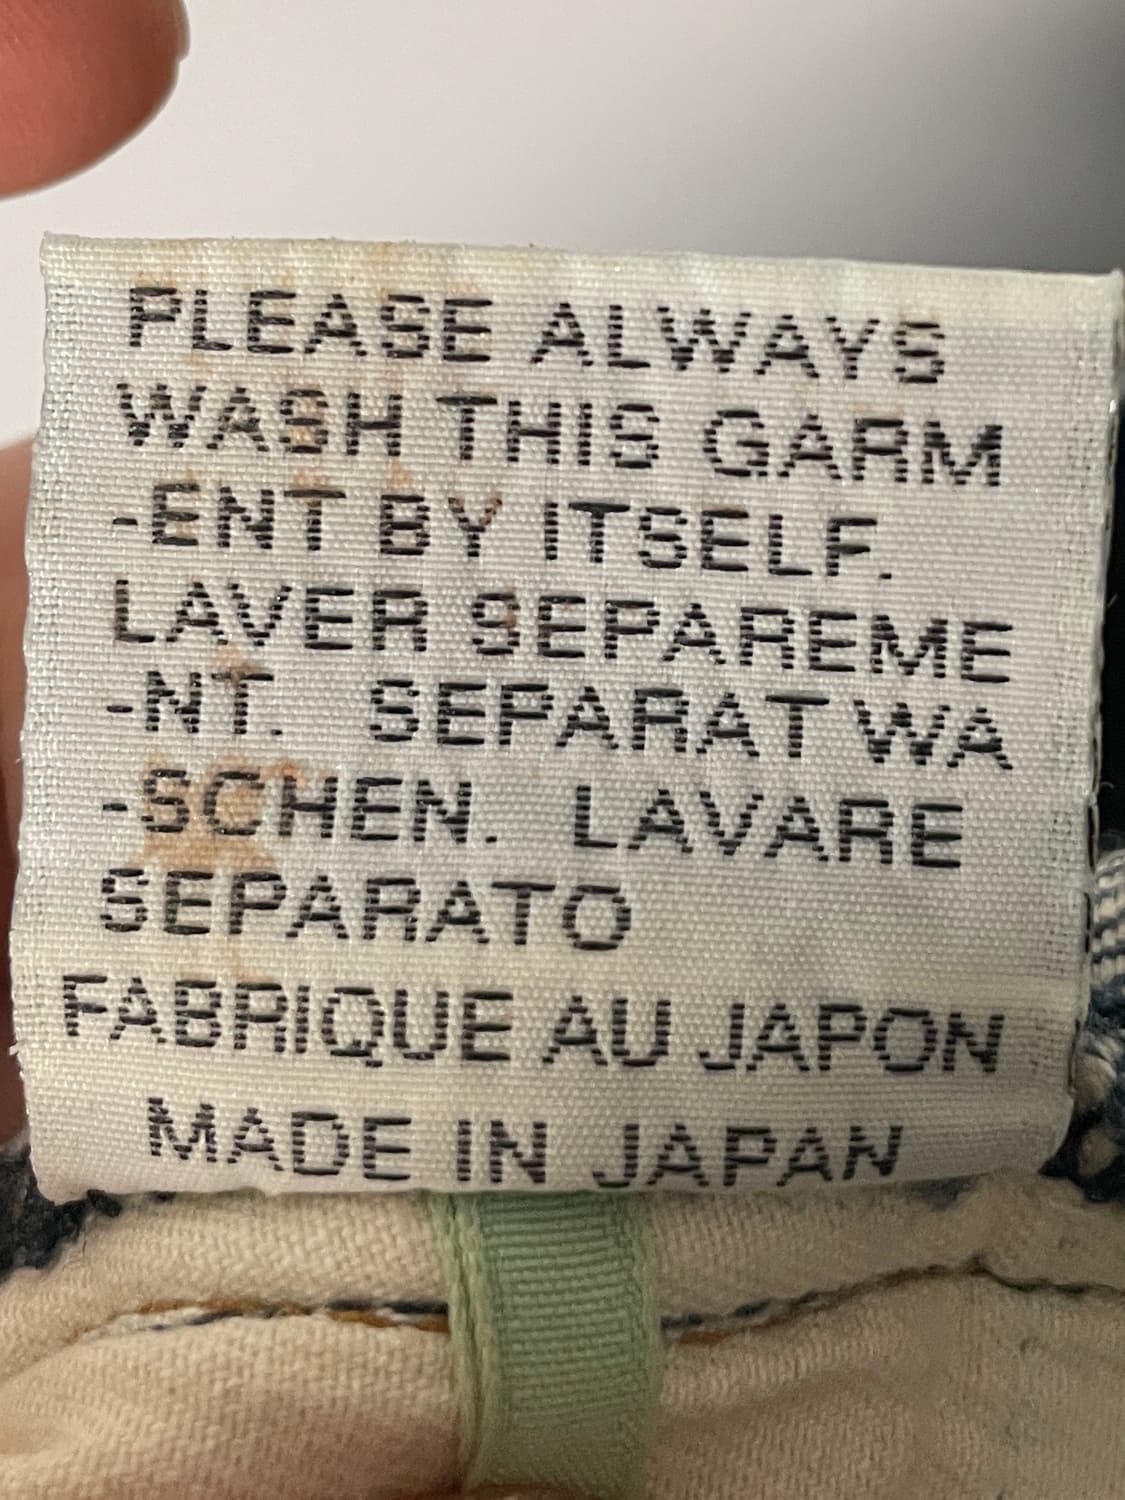 PLEASE ALWAYS
WASH THIS GARM
-ENT BY ITSELF.
LAVER SEPAREME
-NT. SEPARAT WA
-SCHEN. LAVARE
SEPARATO
FABRIQUE AU JAPON
MADE IN JAPAN